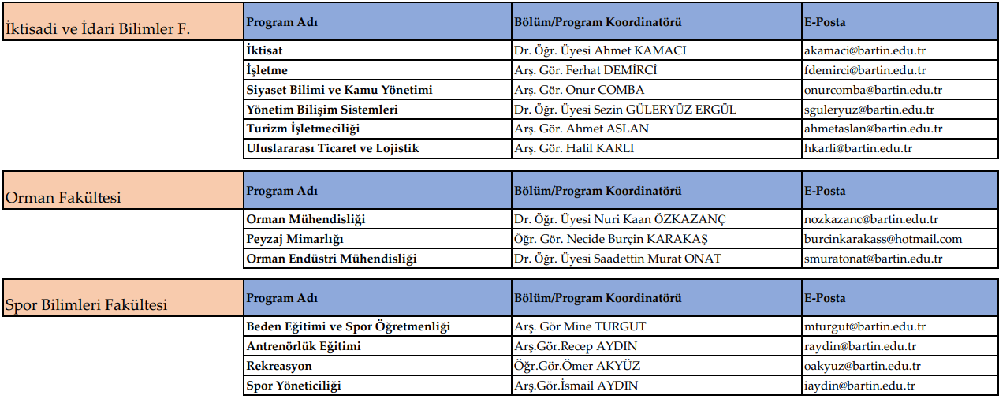 İktisadi ve İdari Bilimler F. Program Adı Bölüm/Program Koordinatörü E-Posta
İktisat Dr. Öğr. Üyesi Ahmet KAMACI akamaci@bartin.edu.tr
İşletme Arş. Gör. Ferhat DEMİRCİ fdemirci@bartin.edu.tr
Siyaset Bilimi ve Kamu Yönetimi Arş. Gör. Onur COMBA onurcomba@bartin.edu.tr
Yönetim Bilişim Sistemleri Dr. Öğr. Üyesi Sezin GÜLERYÜZ ERGÜL sguleryuz@bartin.edu.tr
Turizm İşletmeciliği Arş. Gör. Ahmet ASLAN ahmetaslan@bartin.edu.tr
Uluslararası Ticaret ve Lojistik Arş. Gör. Halil KARLI hkarli@bartin.edu.tr
Orman Fakültesi Program Adı Bölüm/Program Koordinatörü E-Posta
Orman Mühendisliği Dr. Öğr. Üyesi Nuri Kaan ÖZKAZANÇ nozkazanc@bartin.edu.tr
Peyzaj Mimarlığı Öğr. Gör. Necide Burçin KARAKAŞ burcinkarakass@hotmail.com
Orman Endüstri Mühendisliği Dr. Öğr. Üyesi Saadettin Murat ONAT smuratonat@bartin.edu.tr
Spor Bilimleri Fakültesi Program Adı Bölüm/Program Koordinatörü E-Posta
Beden Eğitimi ve Spor Öğretmenliği Arş. Gör Mine TURGUT mturgut@bartin.edu.tr
Antrenörlük Eğitimi Arş.Gör.Recep AYDIN raydin@bartin.edu.tr
Rekreasyon Öğr.Gör.Ömer AKYÜZ oakyuz@bartin.edu.tr
Spor Yöneticiliği Arş.Gör.İsmail AYDIN iaydin@bartin.edu.tr